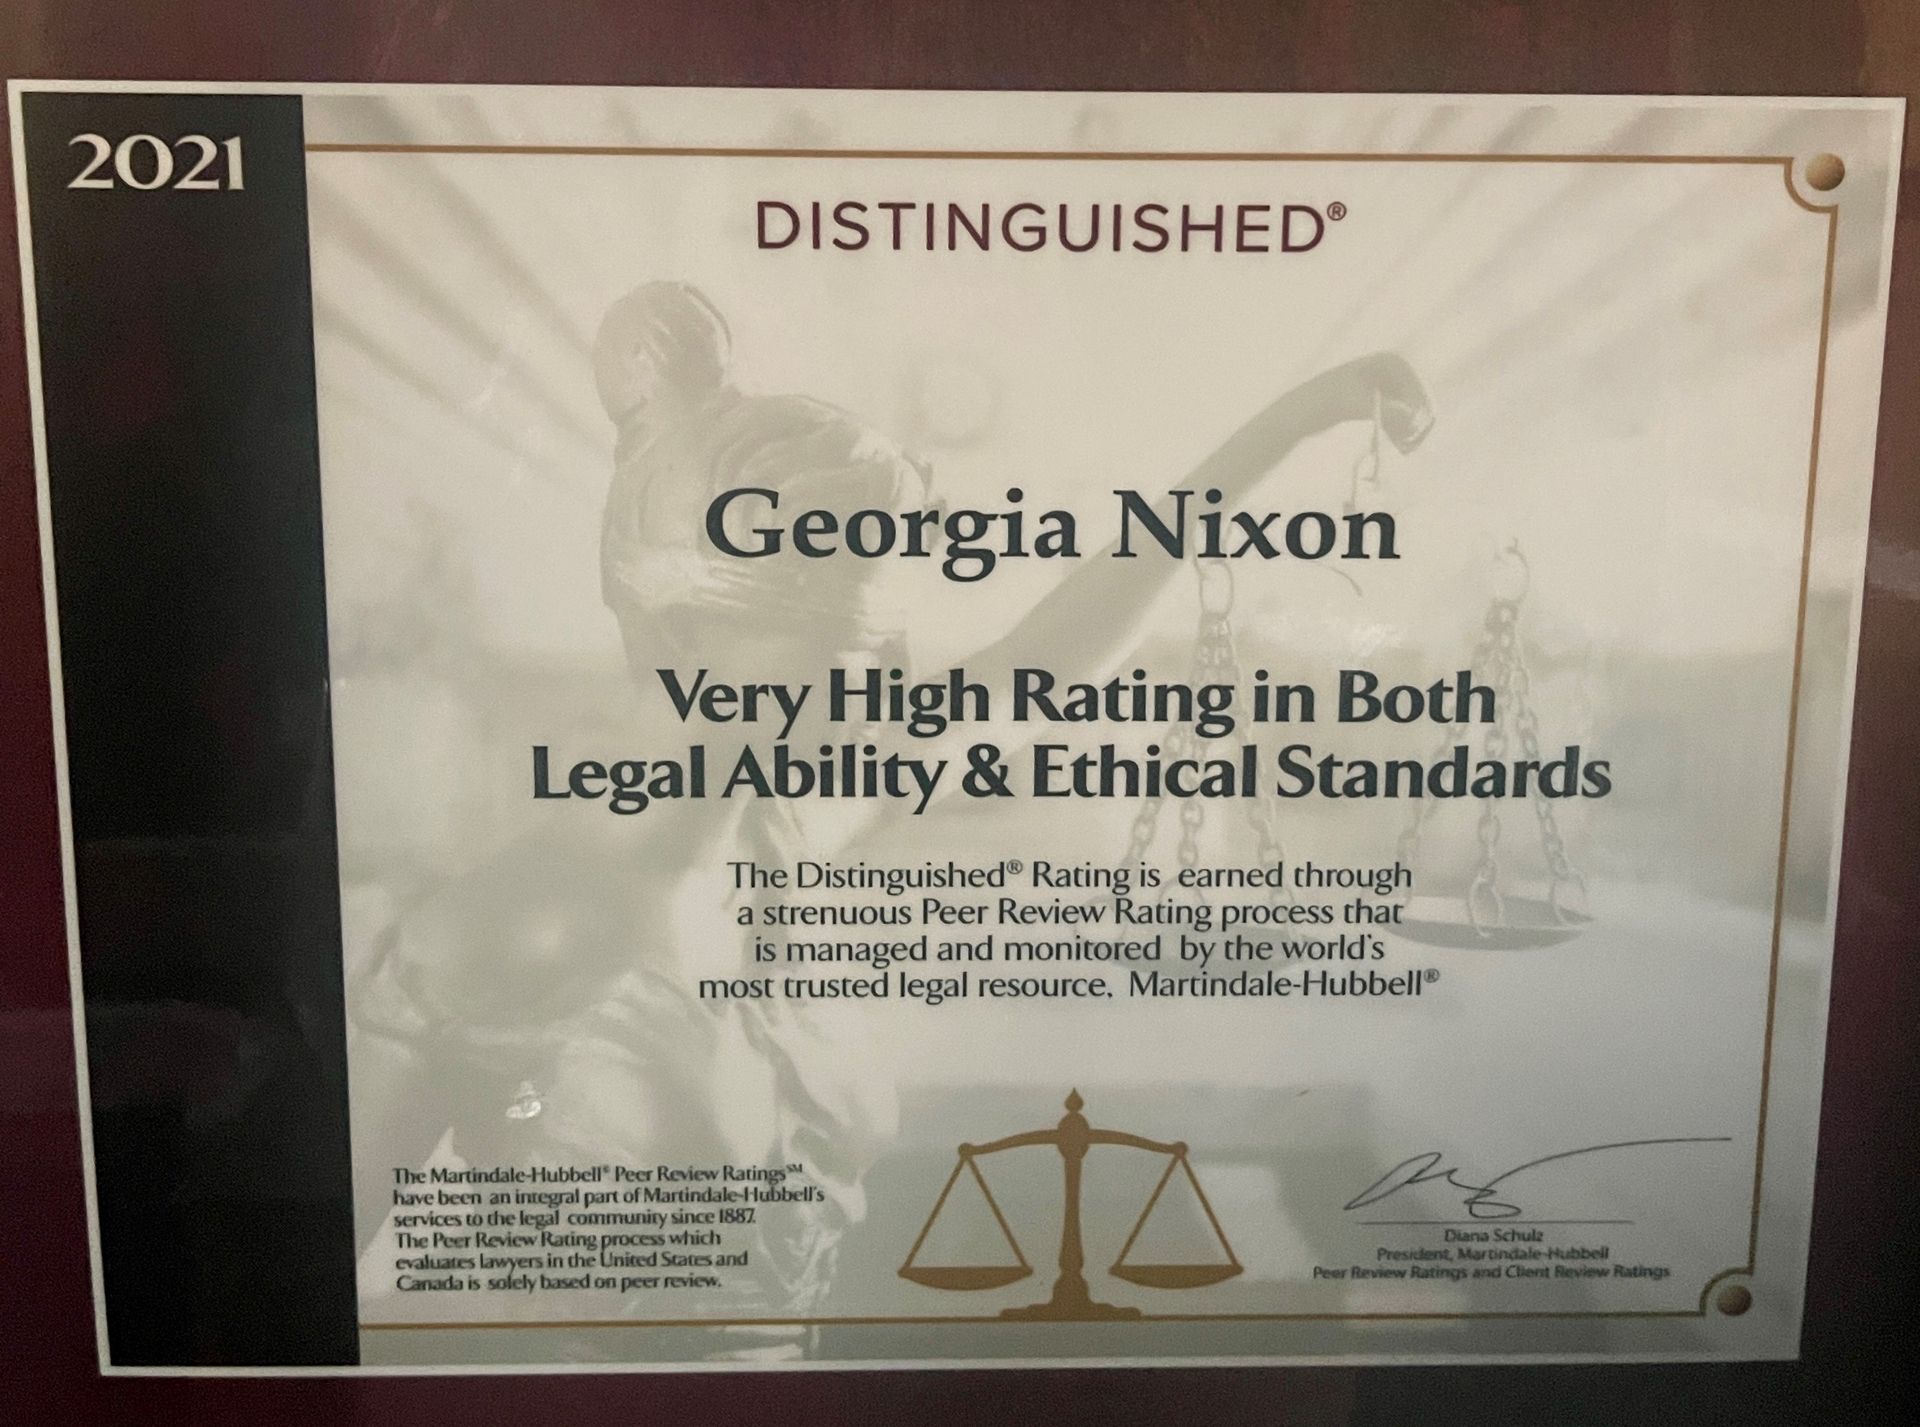 2021
DISTINGUISHED®
Georgia Nixon
Very High Rating in Both
Legal Ability & Ethical Standards
The Distinguished® Rating is earned through
a strenuous Peer Review Rating process that
is managed and monitored by the world's
most trusted legal resource, Martindale-Hubbell®
The Martindale-Hubbell® Peer Review Ratings℠
have been an integral part of Martindale-Hubbell's
services to the legal community since 1887.
The Peer Review Rating process which
evaluates lawyers in the United States and
Canada is solely based on peer review.
Diana Schulz
President, Martindale-Hubbell
Peer Review Ratings and Client Review Ratings